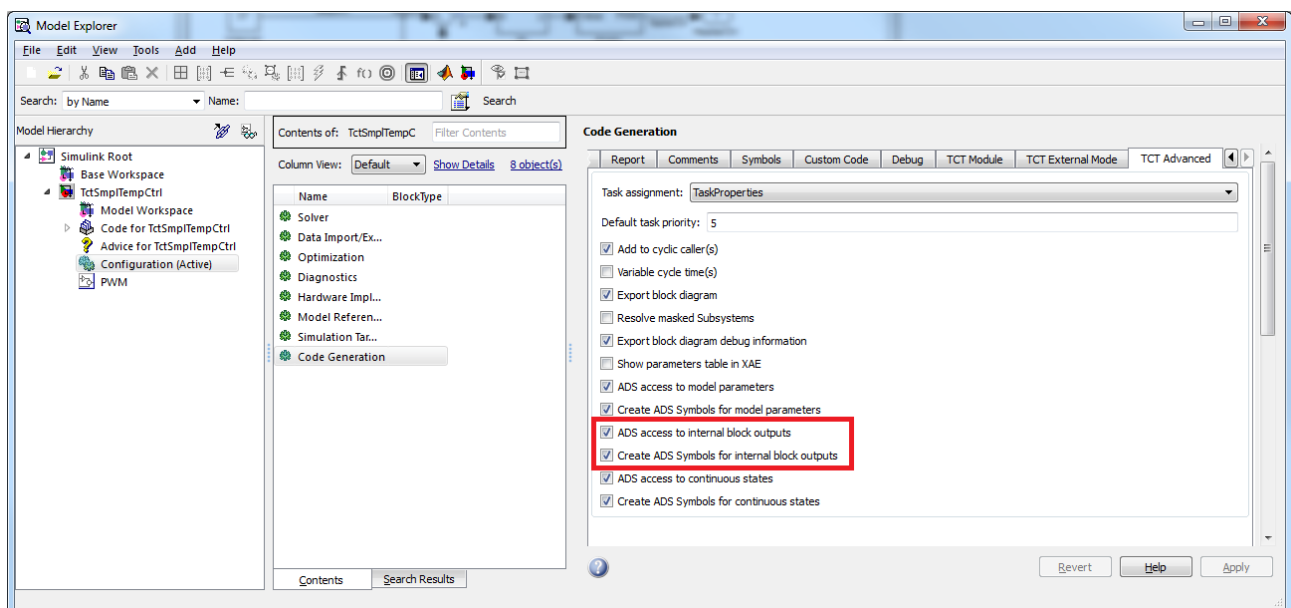 Model Explorer
File Edit View Tools Add Help
Search: by Name Name: Search
Model Hierarchy
Simulink Root
Base Workspace
TctSmplTempCtrl
Model Workspace
Code for TctSmplTempCtrl
Advice for TctSmplTempCtrl
Configuration (Active)
PWM
Contents of: TctSmplTempC Filter Contents
Column View: Default Show Details 8 object(s)
Name BlockType
Solver
Data Import/Ex...
Optimization
Diagnostics
Hardware Impl...
Model Referen...
Simulation Tar...
Code Generation
Contents Search Results
Code Generation
Report Comments Symbols Custom Code Debug TCT Module TCT External Mode TCT Advanced
Task assignment: TaskProperties
Default task priority: 5
Add to cyclic caller(s)
Variable cycle time(s)
Export block diagram
Resolve masked Subsystems
Export block diagram debug information
Show parameters table in XAE
ADS access to model parameters
Create ADS Symbols for model parameters
ADS access to internal block outputs
Create ADS Symbols for internal block outputs
ADS access to continuous states
Create ADS Symbols for continuous states
Revert Help Apply